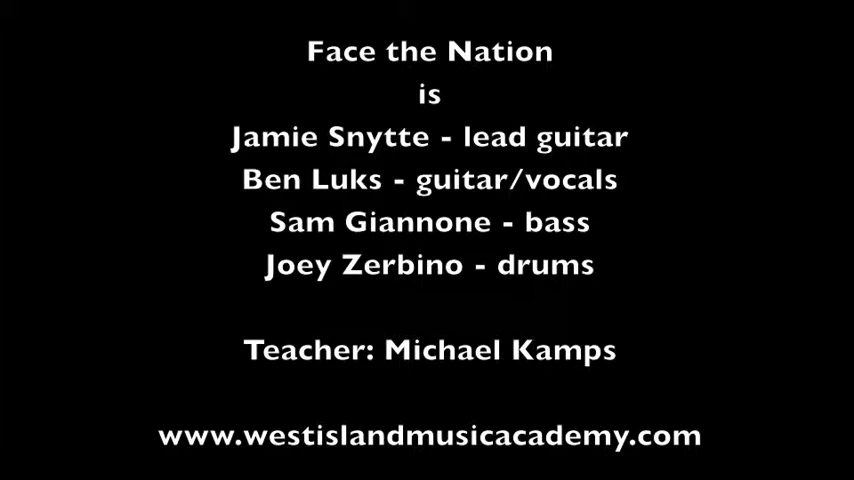 Face the Nation
is
Jamie Snytte - lead guitar
Ben Luks - guitar/vocals
Sam Giannone - bass
Joey Zerbino - drums
Teacher: Michael Kamps
www.westislandmusicacademy.com